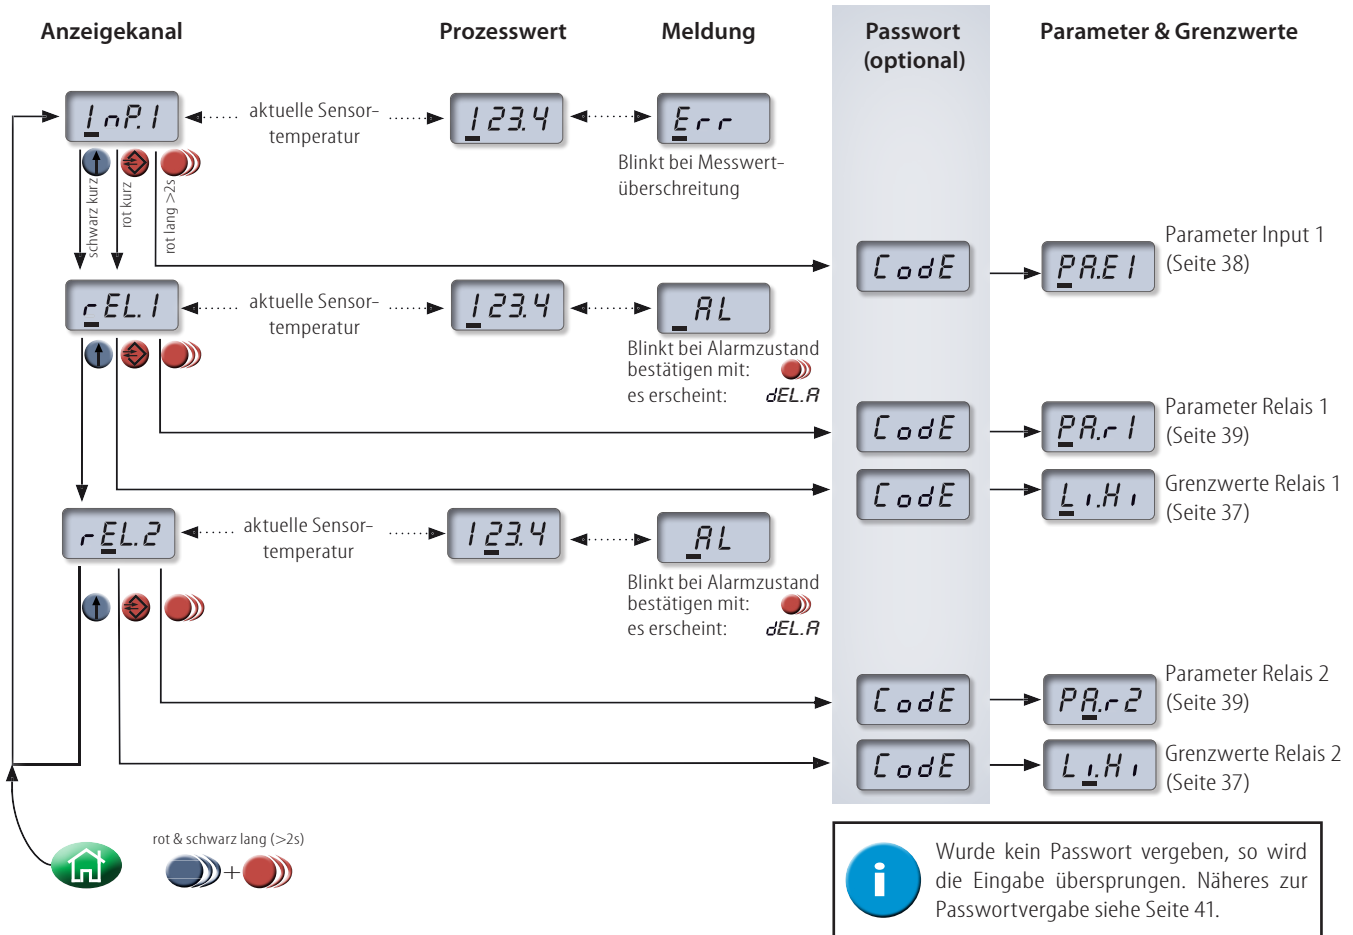 Anzeigekanal
Prozesswert
Meldung
Passwort
(optional)
Parameter & Grenzwerte
InP.1
aktuelle Sensor-
temperatur
123.4
Err
Blinkt bei Messwert-
überschreitung
schwarz kurz
rot kurz
rot lang >2s
CodE
PA.E1
Parameter Input 1
(Seite 38)
rEL.1
aktuelle Sensor-
temperatur
123.4
AL
Blinkt bei Alarmzustand
bestätigen mit:
es erscheint: dEL.A
CodE
PA.r1
Parameter Relais 1
(Seite 39)
CodE
Li.Hi
Grenzwerte Relais 1
(Seite 37)
rEL.2
aktuelle Sensor-
temperatur
123.4
AL
Blinkt bei Alarmzustand
bestätigen mit:
es erscheint: dEL.A
CodE
PA.r2
Parameter Relais 2
(Seite 39)
CodE
Li.Hi
Grenzwerte Relais 2
(Seite 37)
rot & schwarz lang (>2s)
+
i
Wurde kein Passwort vergeben, so wird
die Eingabe übersprungen. Näheres zur
Passwortvergabe siehe Seite 41.